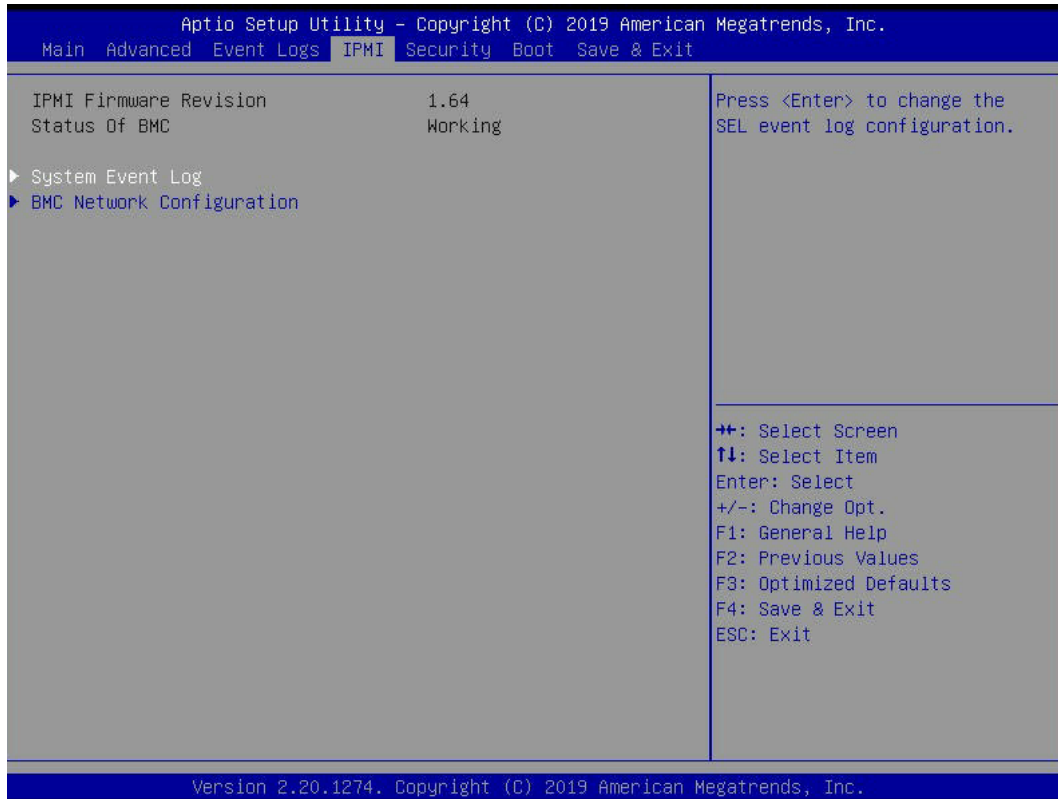 Aptio Setup Utility – Copyright (C) 2019 American Megatrends, Inc.
Main Advanced Event Logs IPMI Security Boot Save & Exit
IPMI Firmware Revision 1.64
Status Of BMC Working
▶ System Event Log
▶ BMC Network Configuration
Press <Enter> to change the
SEL event log configuration.
→←: Select Screen
↑↓: Select Item
Enter: Select
+/-: Change Opt.
F1: General Help
F2: Previous Values
F3: Optimized Defaults
F4: Save & Exit
ESC: Exit
Version 2.20.1274. Copyright (C) 2019 American Megatrends, Inc.